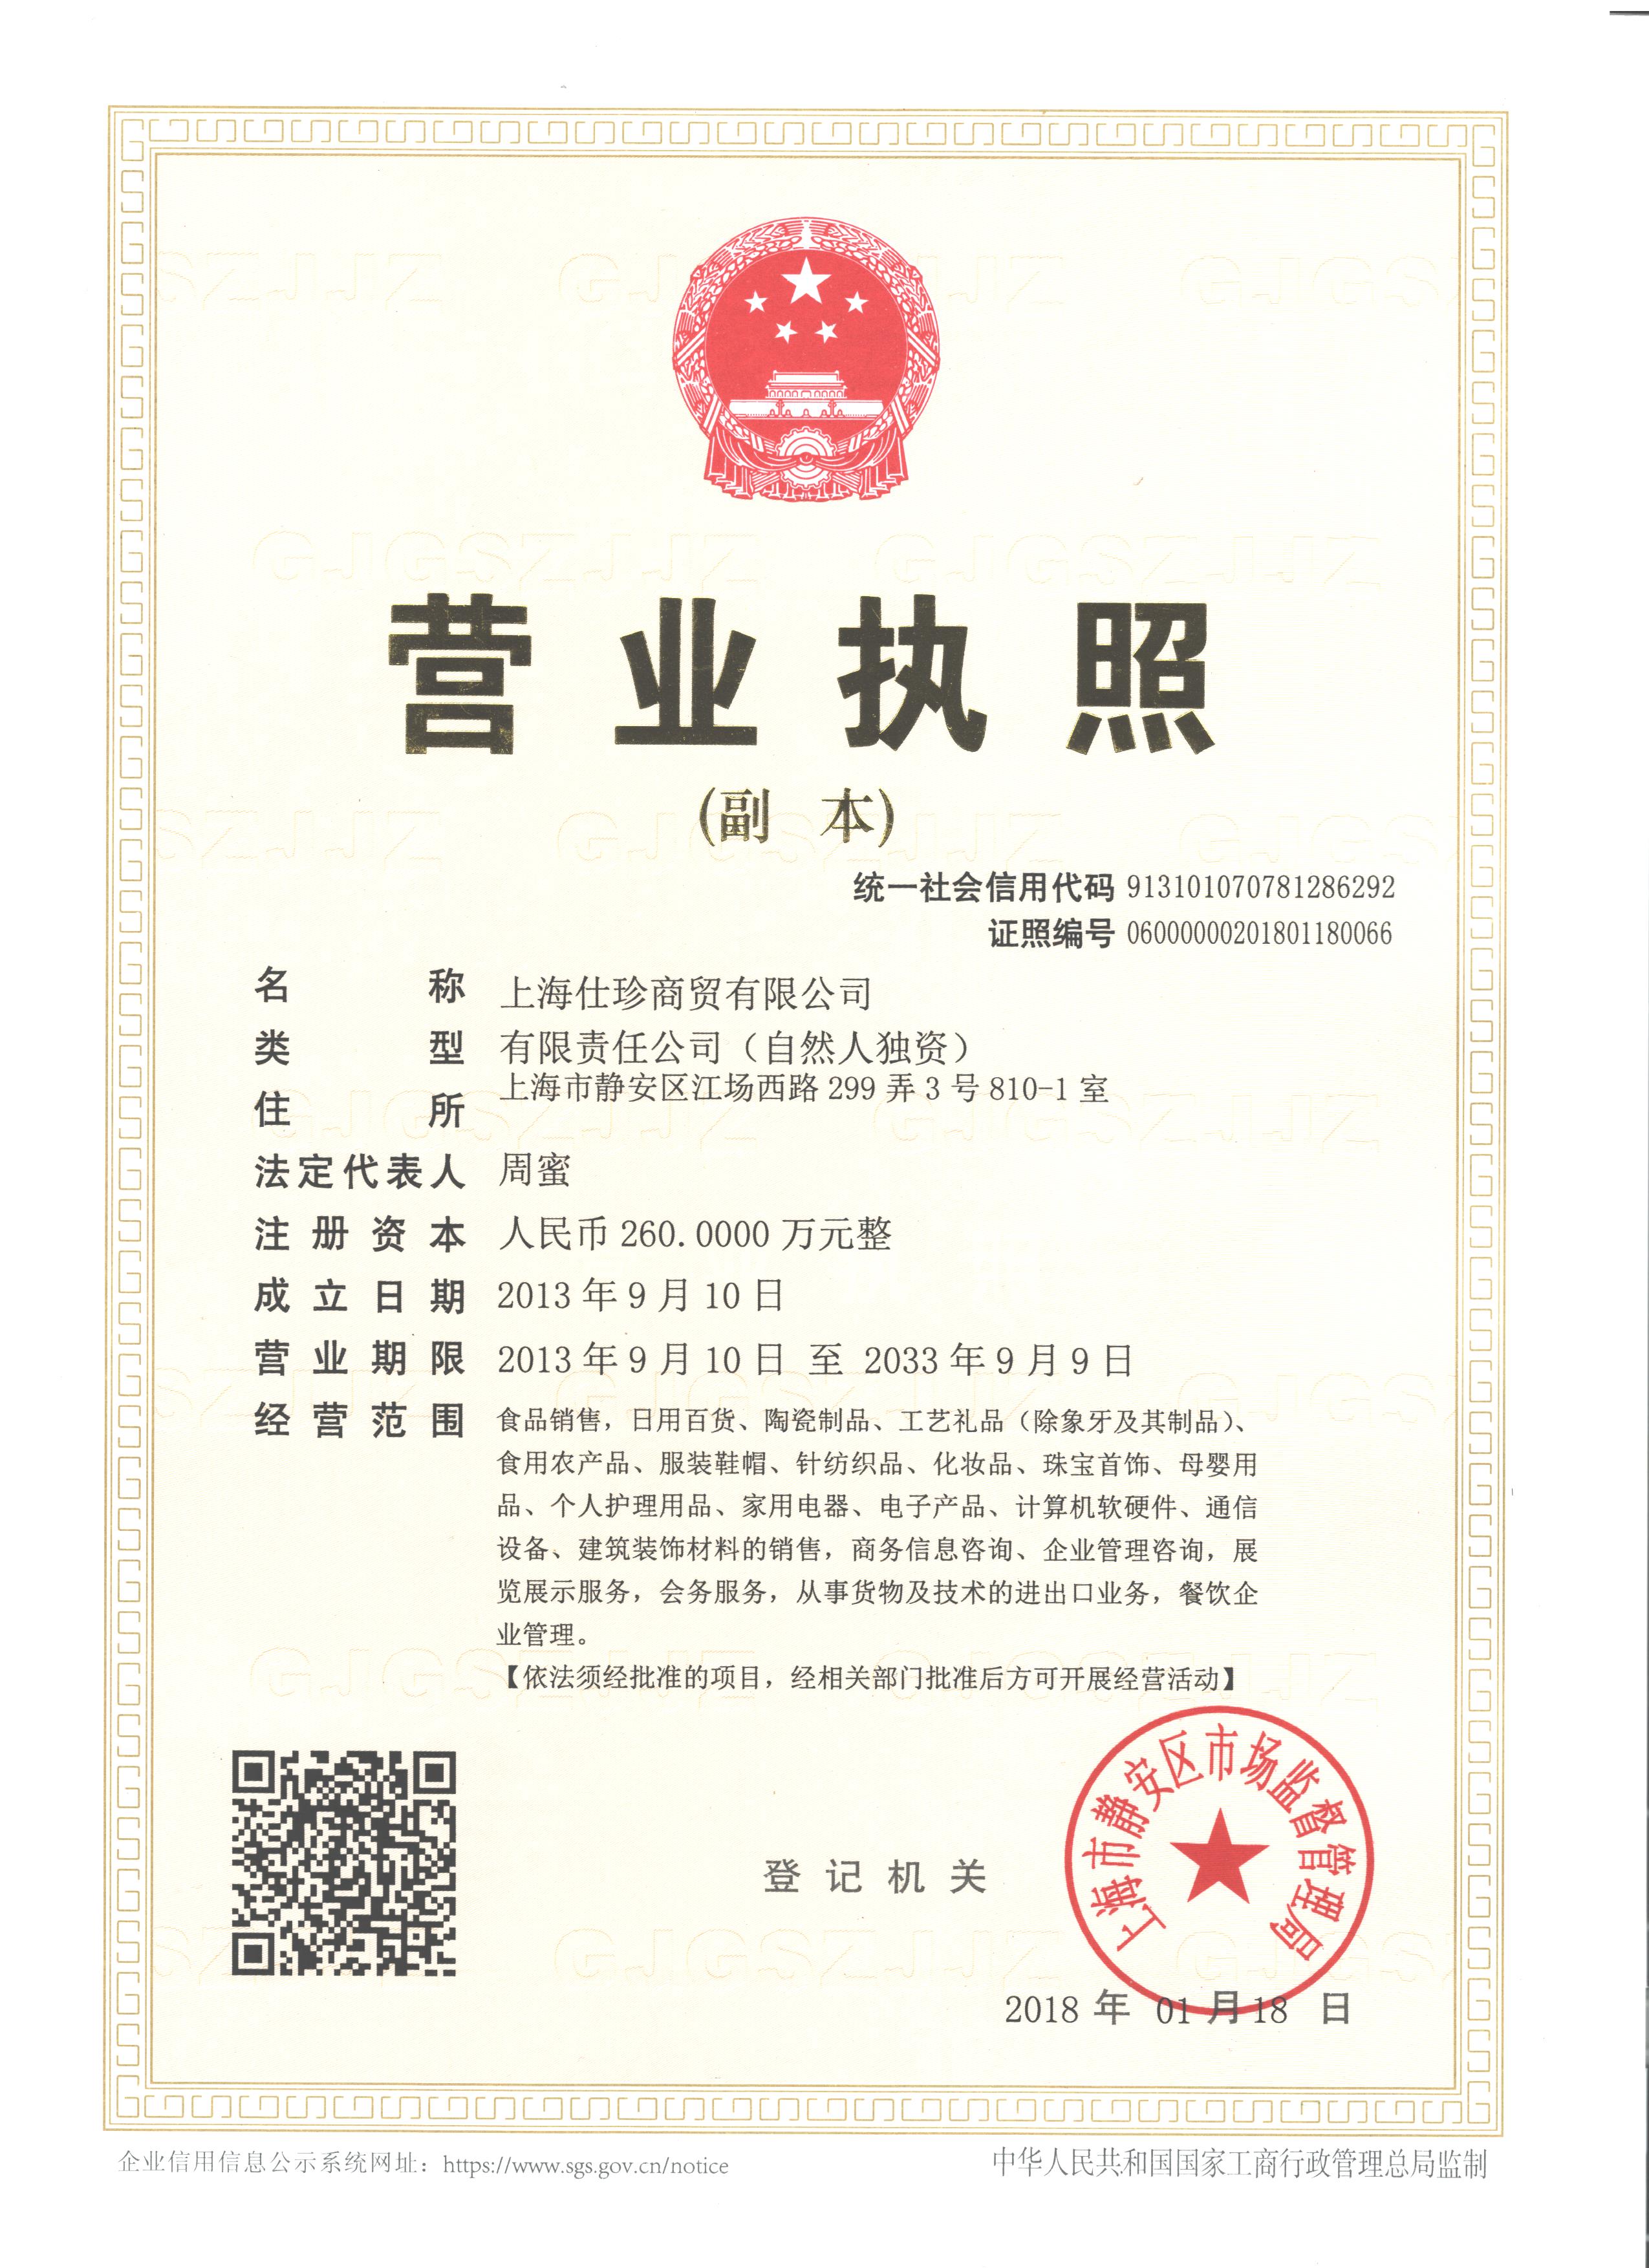 营业执照
(副 本)
统一社会信用代码 913101070781286292
证照编号 06000000201801180066
名 称 上海仕珍商贸有限公司
类 型 有限责任公司（自然人独资）
住 所 上海市静安区江场西路 299 弄 3 号 810-1 室
法定代表人 周蜜
注册资本 人民币 260.0000 万元整
成立日期 2013 年 9 月 10 日
营业期限 2013 年 9 月 10 日 至 2033 年 9 月 9 日
经营范围 食品销售，日用百货、陶瓷制品、工艺礼品（除象牙及其制品）、
食用农产品、服装鞋帽、针纺织品、化妆品、珠宝首饰、母婴用
品、个人护理用品、家用电器、电子产品、计算机软硬件、通信
设备、建筑装饰材料的销售，商务信息咨询、企业管理咨询，展
览展示服务，会务服务，从事货物及技术的进出口业务，餐饮企
业管理。
【依法须经批准的项目，经相关部门批准后方可开展经营活动】
登记机关
上海市静安区市场监督管理局
2018 年 01 月 18 日
企业信用信息公示系统网址：https://www.sgs.gov.cn/notice
中华人民共和国国家工商行政管理总局监制